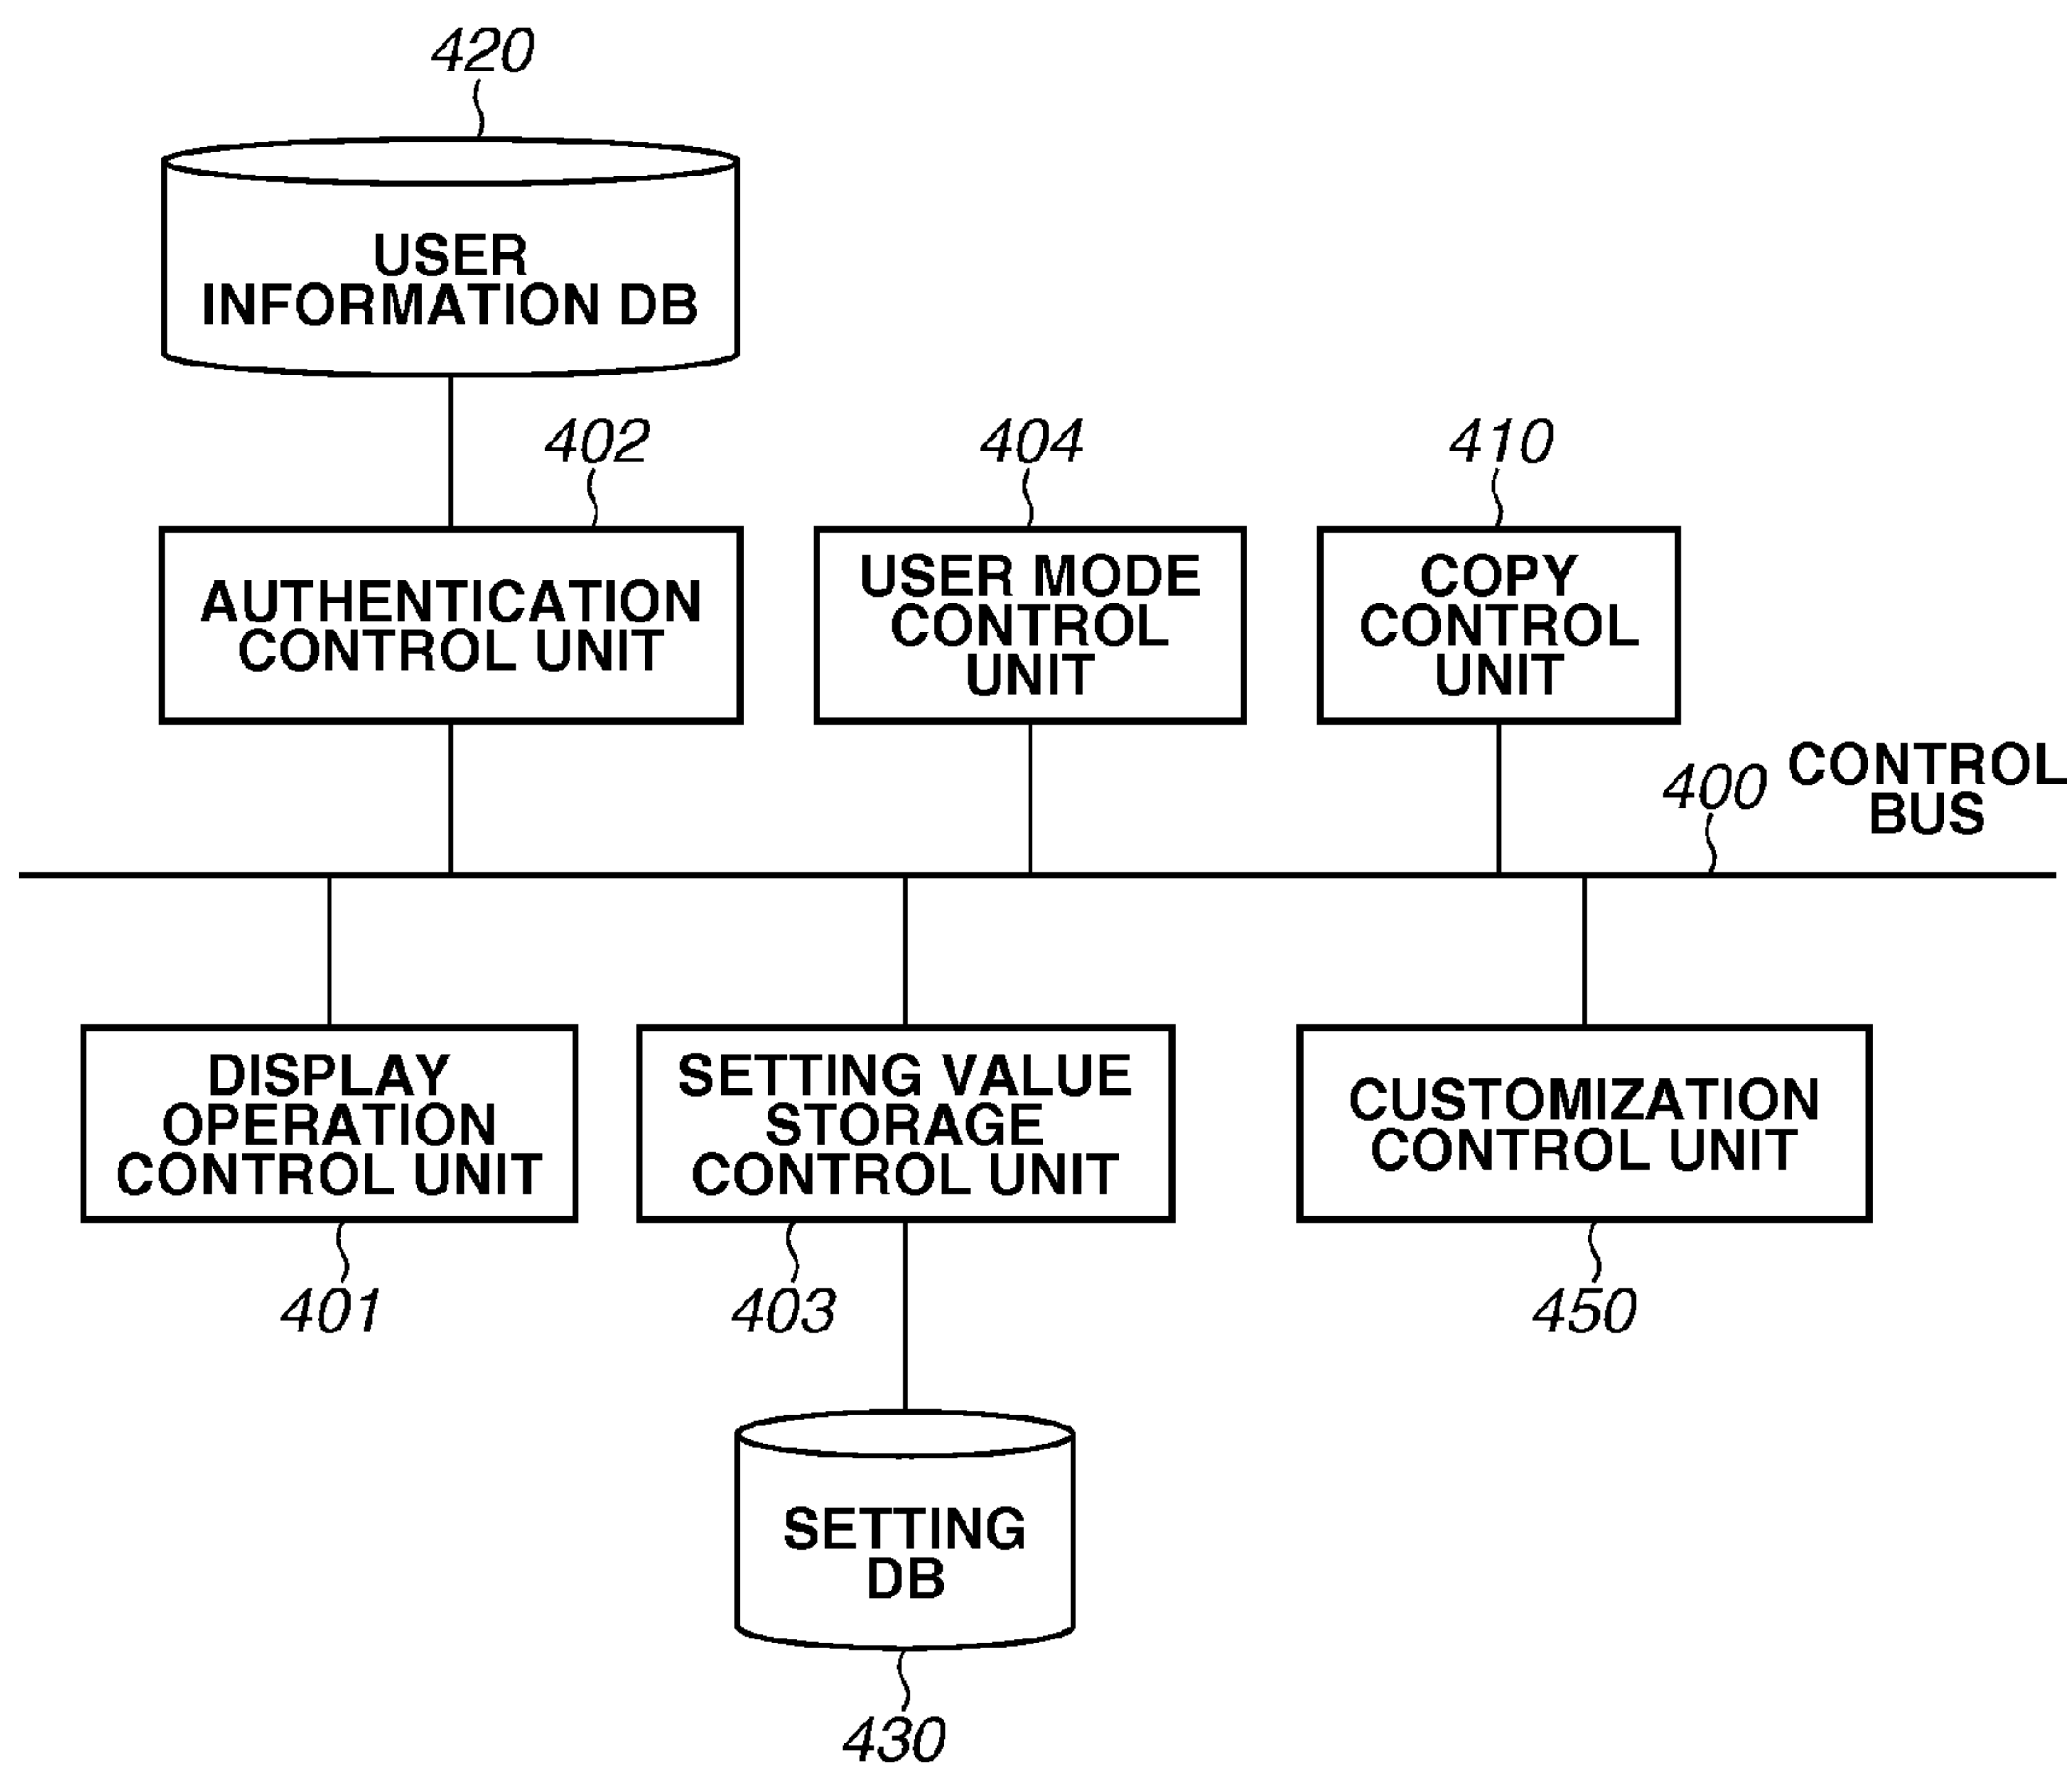 420
USER
INFORMATION DB
402
404
410
AUTHENTICATION
CONTROL UNIT
USER MODE
CONTROL
UNIT
COPY
CONTROL
UNIT
400
CONTROL
BUS
DISPLAY
OPERATION
CONTROL UNIT
SETTING VALUE
STORAGE
CONTROL UNIT
CUSTOMIZATION
CONTROL UNIT
401
403
450
SETTING
DB
430